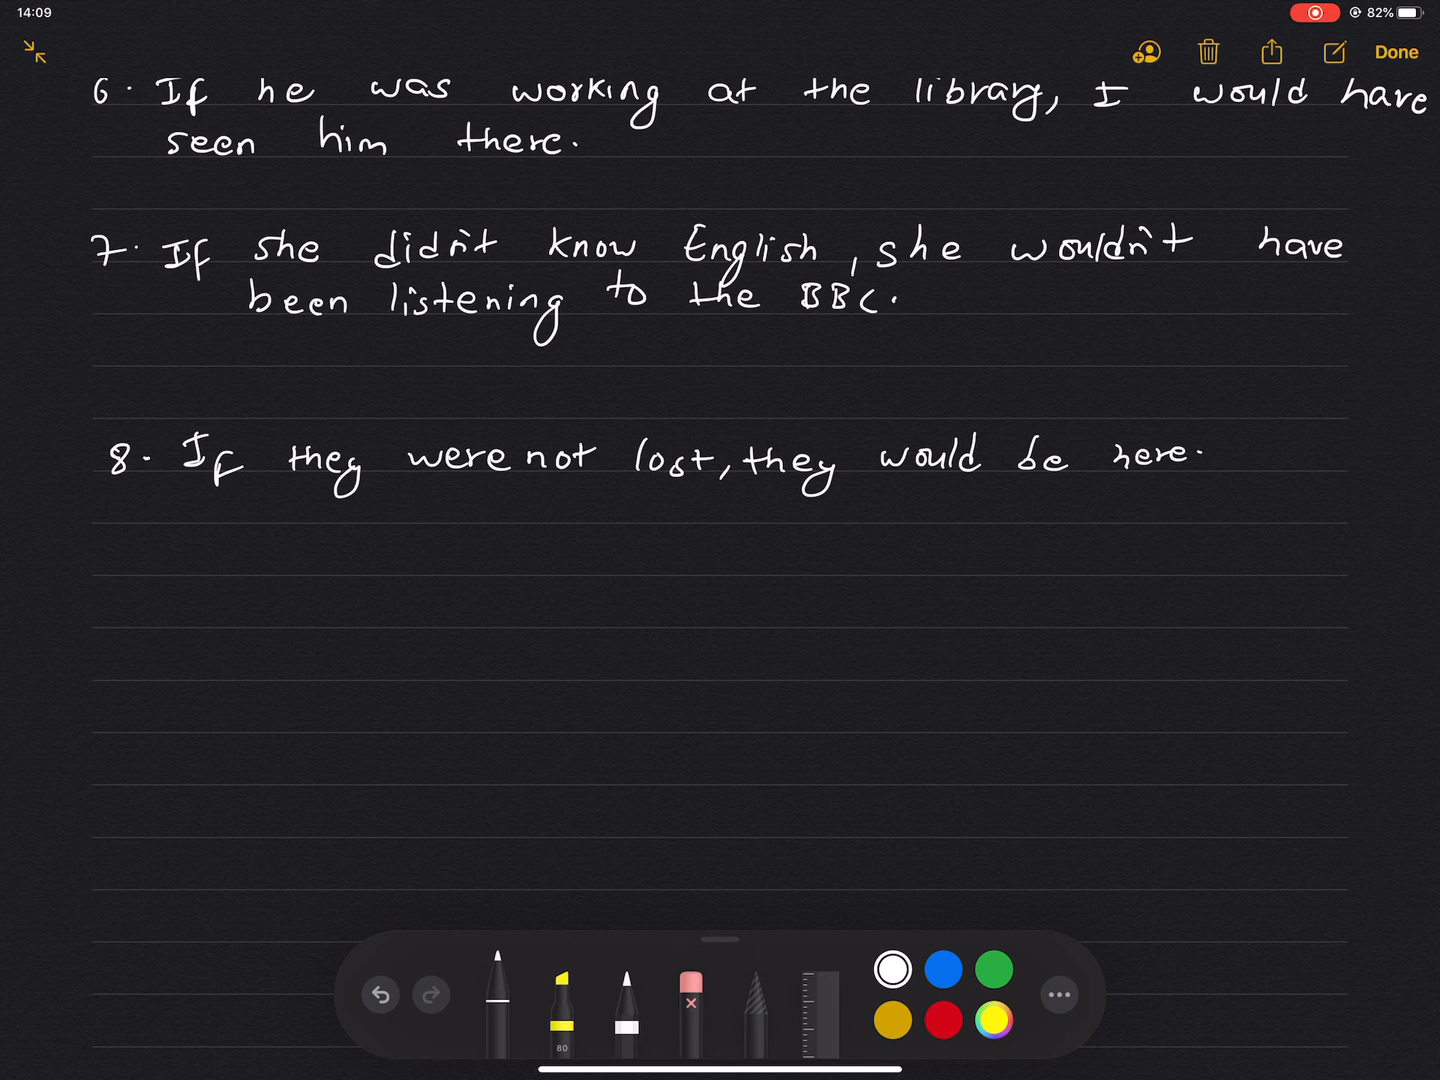 14:09
82%
Done
6. If he was working at the library, I would have
seen him there.
7. If she didn't know English, she wouldn't have
been listening to the BBC.
8. If they were not lost, they would be here.
80